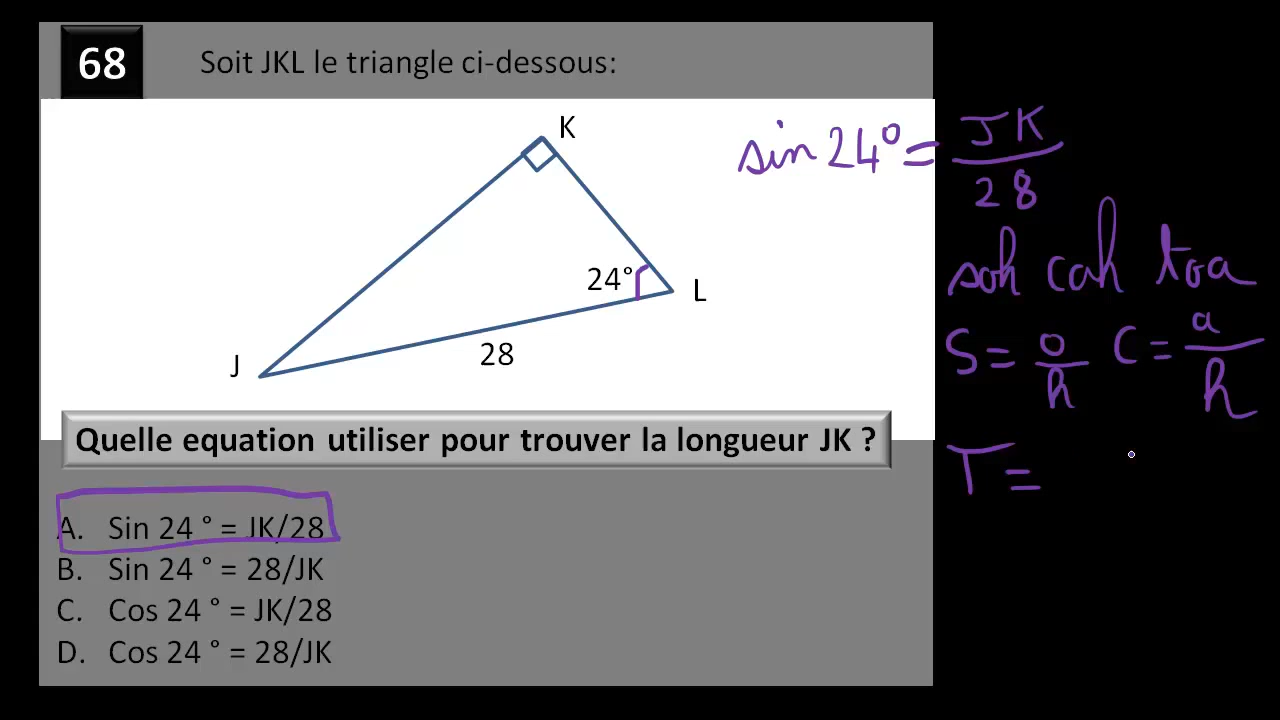 68
Soit JKL le triangle ci-dessous:
K
24°
L
J
28
Quelle equation utiliser pour trouver la longueur JK ?
A. Sin 24 ° = JK/28
B. Sin 24 ° = 28/JK
C. Cos 24 ° = JK/28
D. Cos 24 ° = 28/JK
sin 24° = JK/28
soh cah toa
S = o/h C = a/h
T =